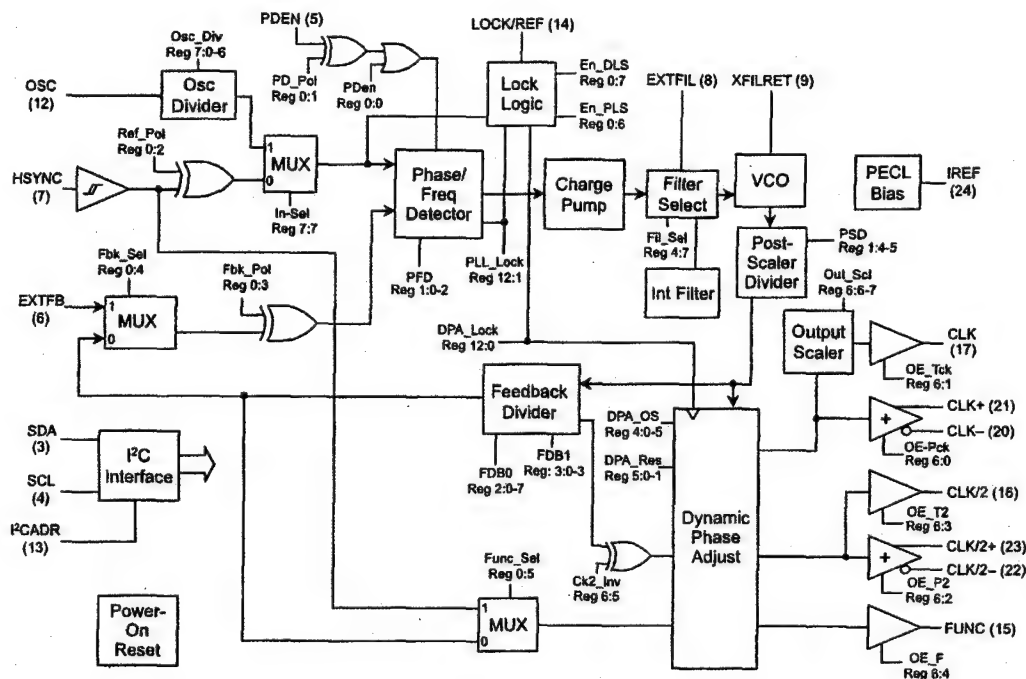 PDEN (5)
LOCK/REF (14)
Osc_Div
Reg 7:0-6
OSC
(12)
Osc
Divider
PD_Pol
Reg 0:1
PDen
Reg 0:0
Lock
Logic
En_DLS
Reg 0:7
En_PLS
Reg 0:6
EXTFIL (8)
XFILRET (9)
Ref_Pol
Reg 0:2
HSYNC
(7)
1
MUX
0
In-Sel
Reg 7:7
Phase/
Freq
Detector
PFD
Reg 1:0-2
PLL_Lock
Reg 12:1
Charge
Pump
Filter
Select
Fil_Sel
Reg 4:7
Int Filter
VCO
PECL
Bias
IREF
(24)
Post-
Scaler
Divider
PSD
Reg 1:4-5
Fbk_Sel
Reg 0:4
EXTFB
(6)
1
MUX
0
Fbk_Pol
Reg 0:3
DPA_Lock
Reg 12:0
Out_Scl
Reg 6:6-7
Output
Scaler
CLK
(17)
OE_Tck
Reg 6:1
Feedback
Divider
FDB0
Reg 2:0-7
FDB1
Reg: 3:0-3
DPA_OS
Reg 4:0-5
DPA_Res
Reg 5:0-1
+
CLK+ (21)
CLK– (20)
OE-Pck
Reg 6:0
SDA
(3)
SCL
(4)
I²CADR
(13)
I²C
Interface
Dynamic
Phase
Adjust
CLK/2 (18)
OE_T2
Reg 6:3
+
CLK/2+ (23)
CLK/2– (22)
OE_P2
Reg 6:2
Ck2_Inv
Reg 6:5
Func_Sel
Reg 0:5
1
MUX
0
FUNC (15)
OE_F
Reg 6:4
Power-
On
Reset